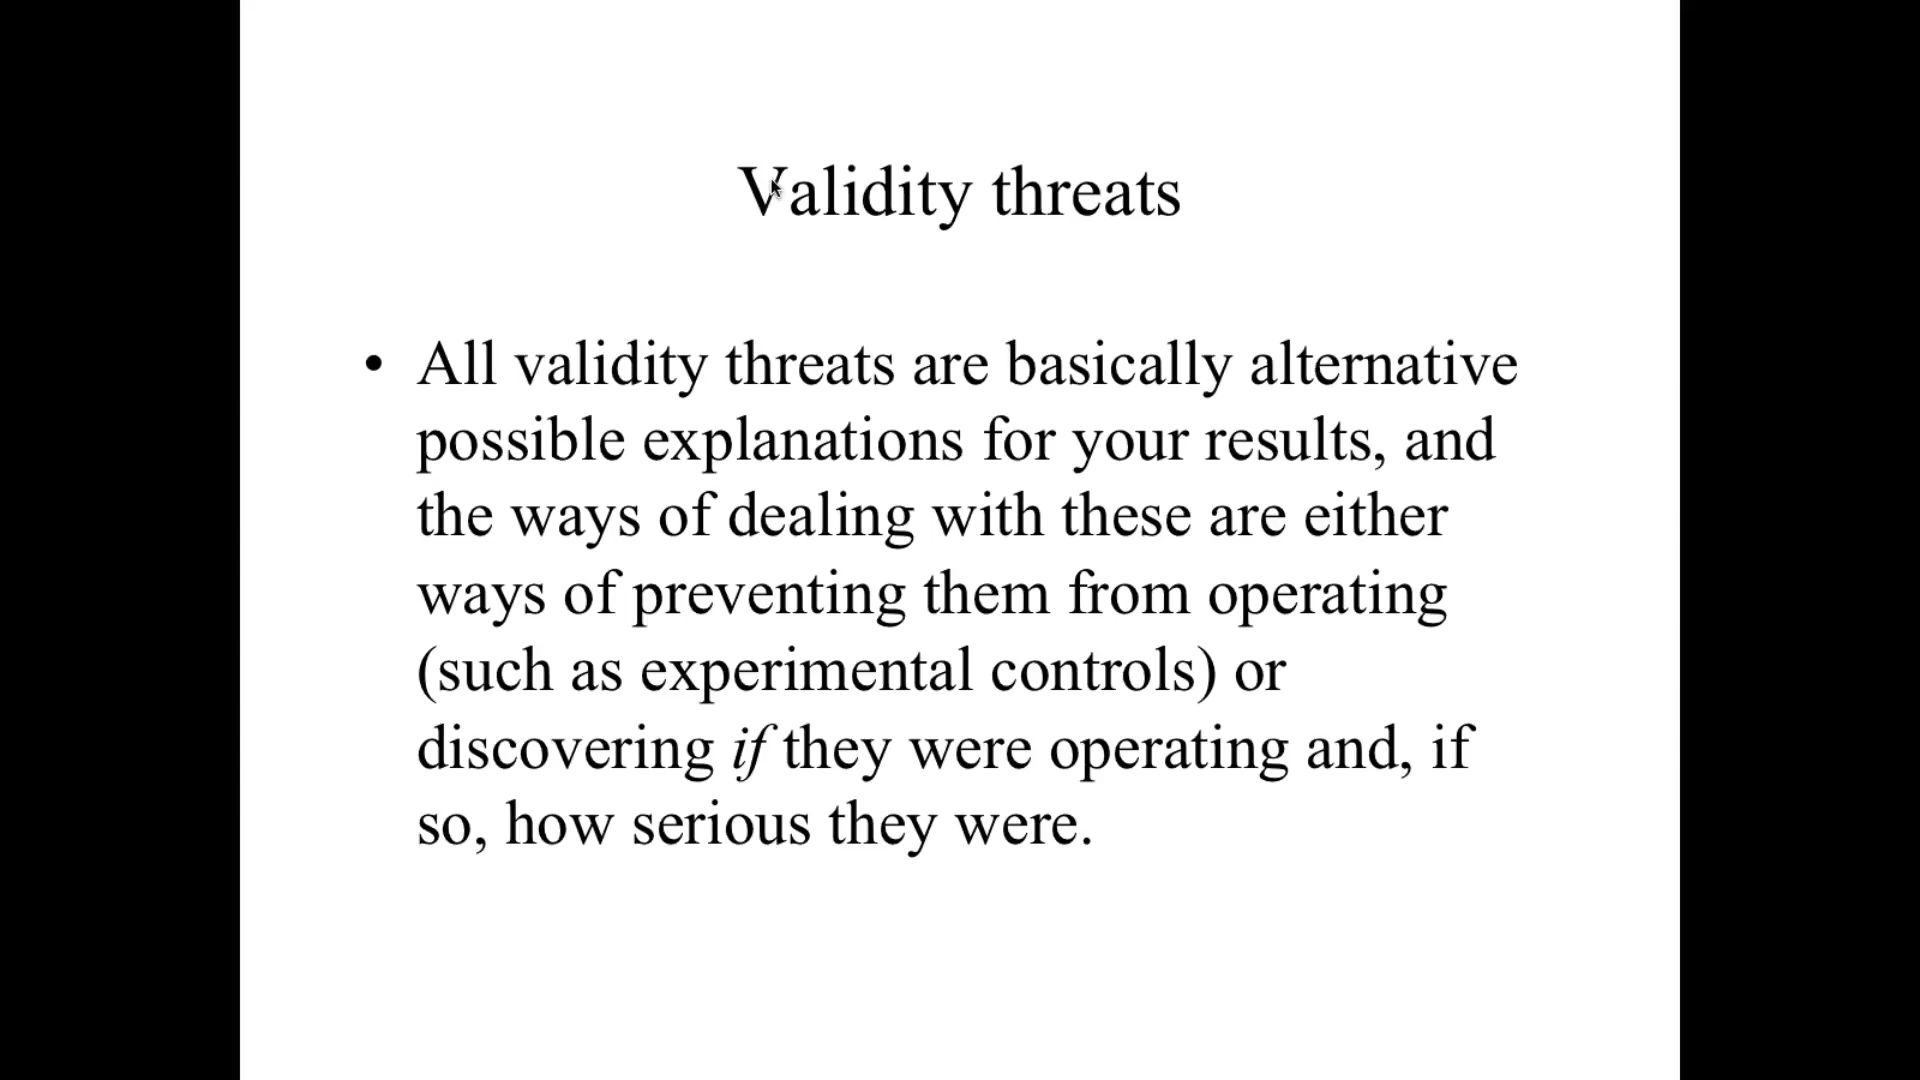 Validity threats
• All validity threats are basically alternative
possible explanations for your results, and
the ways of dealing with these are either
ways of preventing them from operating
(such as experimental controls) or
discovering if they were operating and, if
so, how serious they were.